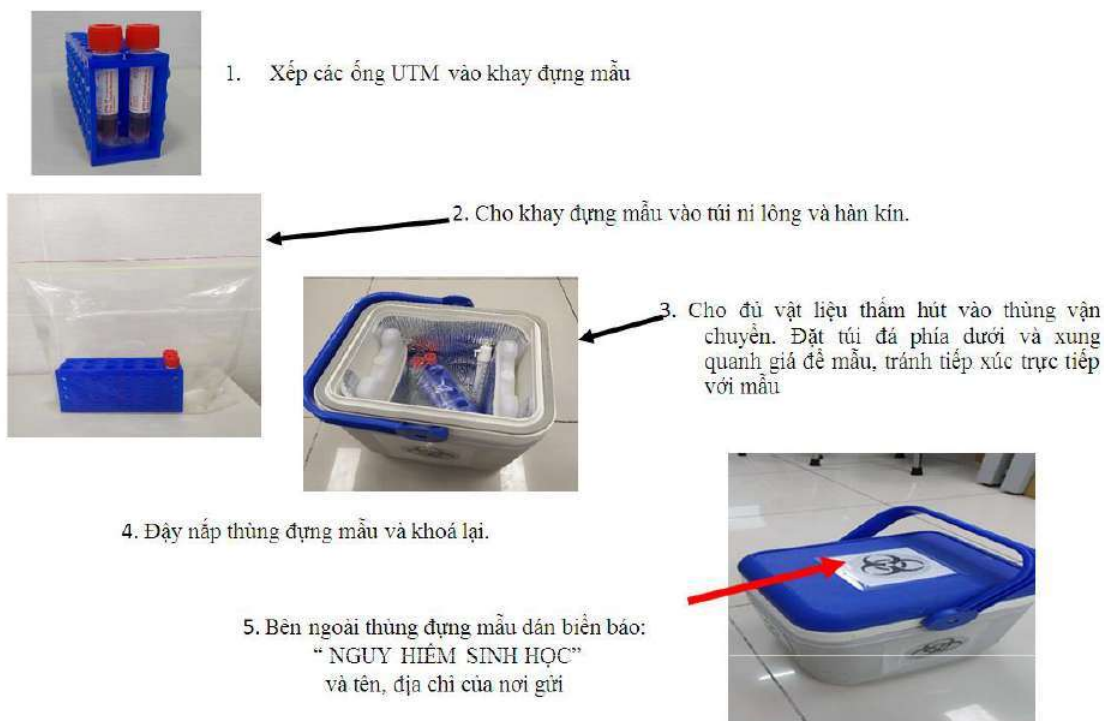 1. Xếp các ống UTM vào khay đựng mẫu
2. Cho khay đựng mẫu vào túi ni lông và hàn kín.
3. Cho đủ vật liệu thấm hút vào thùng vận
chuyển. Đặt túi đá phía dưới và xung
quanh giá để mẫu, tránh tiếp xúc trực tiếp
với mẫu
4. Đậy nắp thùng đựng mẫu và khoá lại.
5. Bên ngoài thùng đựng mẫu dán biển báo:
“ NGUY HIỂM SINH HỌC”
và tên, địa chỉ của nơi gửi